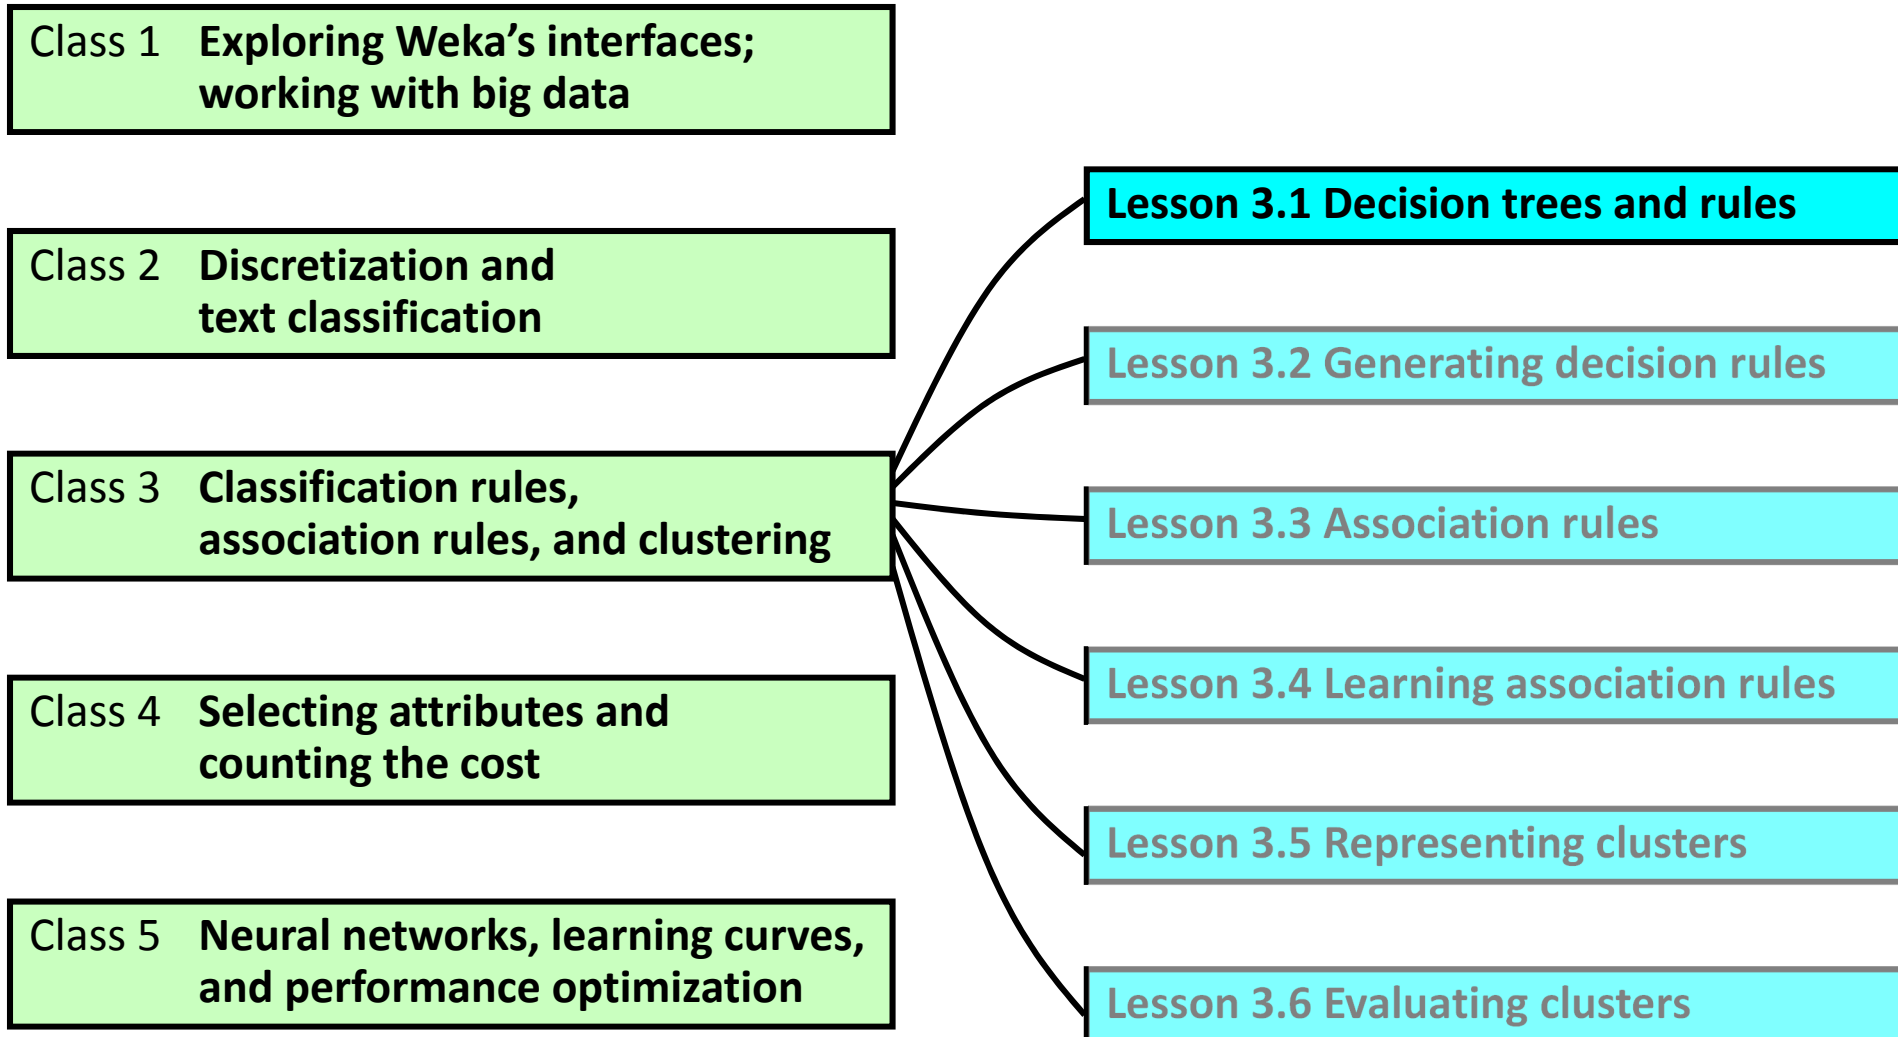 Class 1 Exploring Weka’s interfaces;
working with big data
Class 2 Discretization and
text classification
Class 3 Classification rules,
association rules, and clustering
Class 4 Selecting attributes and
counting the cost
Class 5 Neural networks, learning curves,
and performance optimization
Lesson 3.1 Decision trees and rules
Lesson 3.2 Generating decision rules
Lesson 3.3 Association rules
Lesson 3.4 Learning association rules
Lesson 3.5 Representing clusters
Lesson 3.6 Evaluating clusters